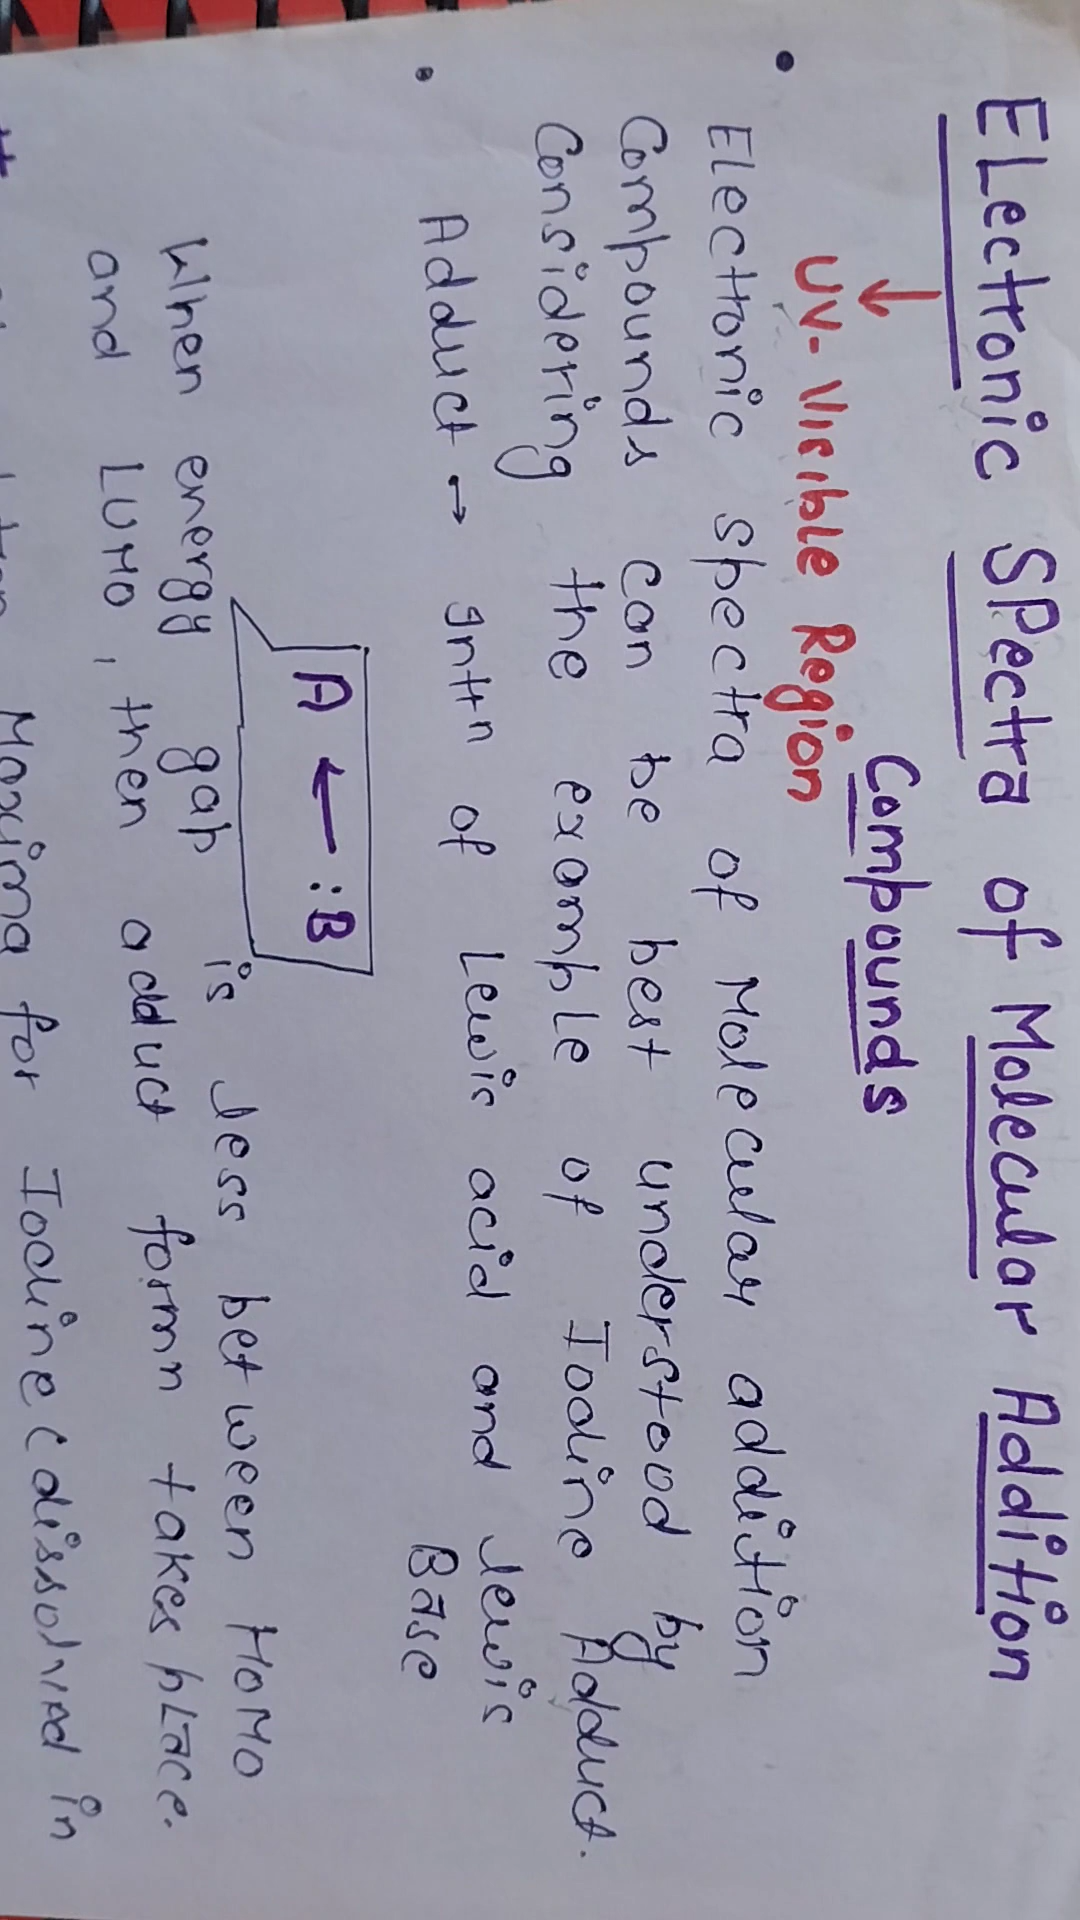 ELectronic SPectra of Molecular Addition
Compounds
↓
UV-Visible Region
• Electronic spectra of Molecular addition
Compounds can be best understood by
Considering the example of Iodine Adduct.
• Adduct → Intrn of Lewis acid and Lewis
Base
A ← :B
When energy gap is less between HOMO
and LUMO, then adduct formn takes place.
Maxima for Iodine (dissolved in